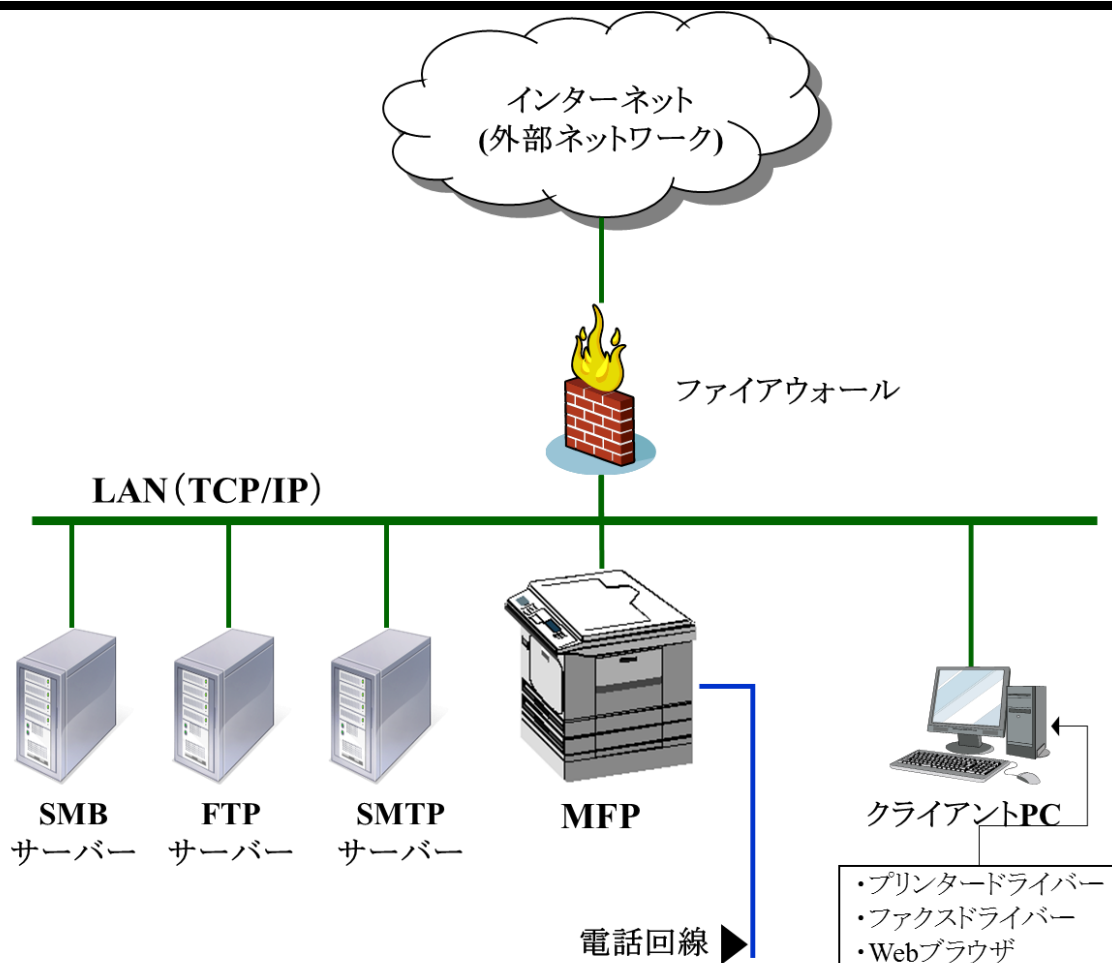 インターネット
(外部ネットワーク)
ファイアウォール
LAN(TCP/IP)
SMB
サーバー
FTP
サーバー
SMTP
サーバー
MFP
クライアントPC
・プリンタードライバー
・ファクスドライバー
・Webブラウザ
電話回線